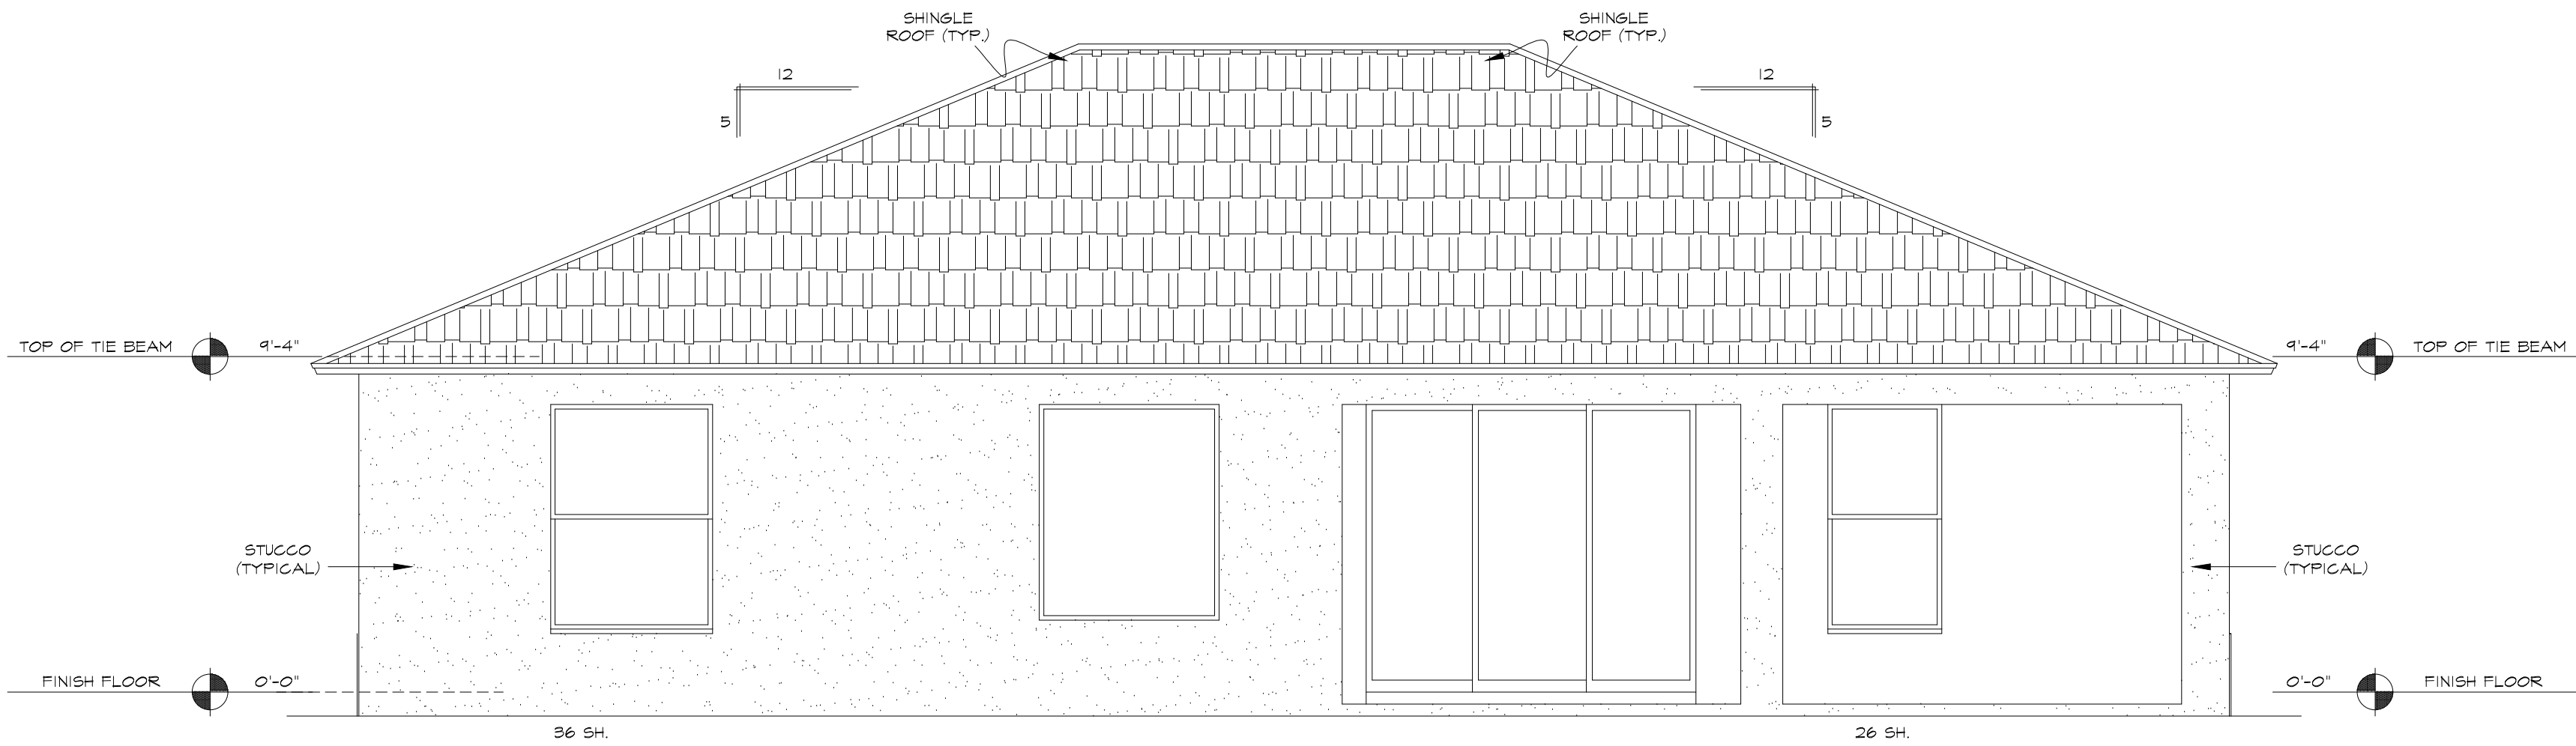 SHINGLE
ROOF (TYP.)
SHINGLE
ROOF (TYP.)
12
5
12
5
TOP OF TIE BEAM
9'-4"
9'-4"
TOP OF TIE BEAM
STUCCO
(TYPICAL)
STUCCO
(TYPICAL)
FINISH FLOOR
0'-0"
0'-0"
FINISH FLOOR
36 SH.
26 SH.